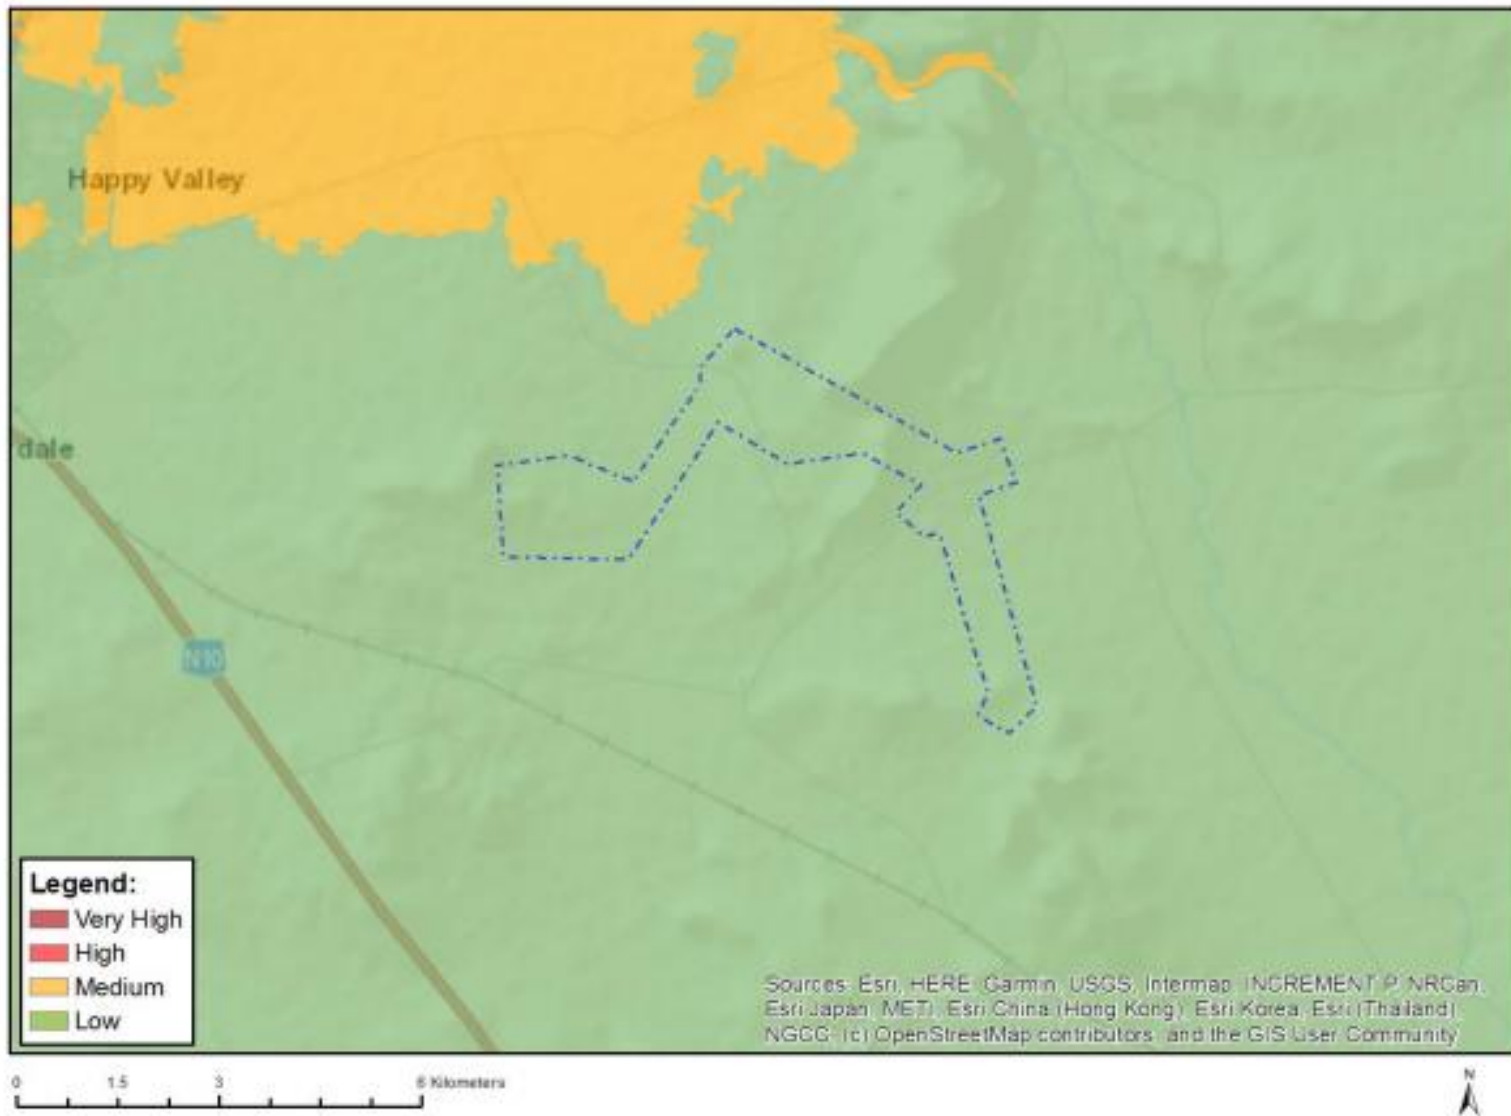 Happy Valley
dale
N10
Legend:
Very High
High
Medium
Low
Sources: Esri, HERE, Garmin, USGS, Intermap, INCREMENT P, NRCan,
Esri Japan, METI, Esri China (Hong Kong), Esri Korea, Esri (Thailand),
NGCC, (c) OpenStreetMap contributors, and the GIS User Community
0 1.5 3 6 Kilometers
N